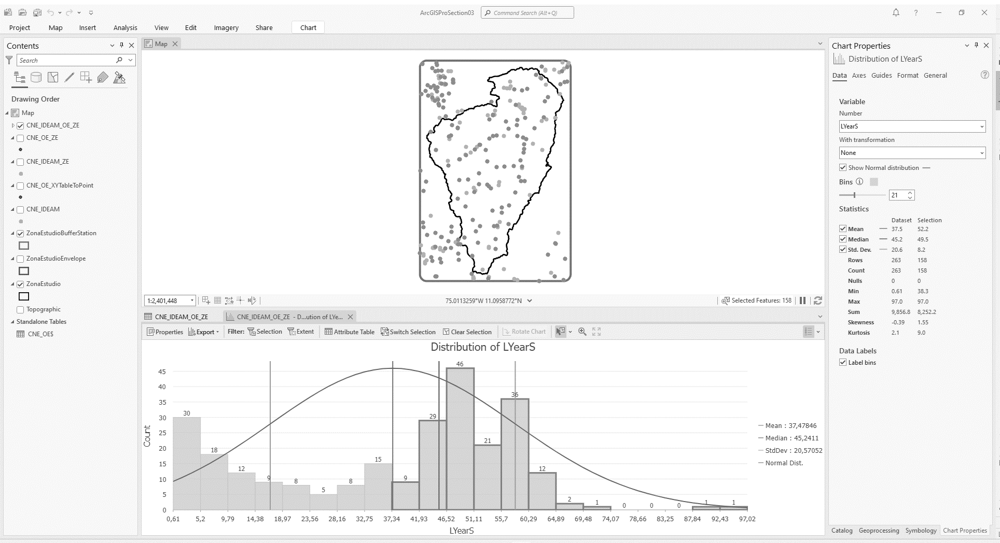 ArcGISProSection03
Command Search (Alt+Q)
?
Project Map Insert Analysis View Edit Imagery Share Chart
Contents
Search
Drawing Order
Map
CNE_IDEAM_OE_ZE
CNE_OE_ZE
CNE_IDEAM_ZE
CNE_OE_XYTableToPoint
CNE_IDEAM
ZonaEstudioBufferStation
ZonaEstudioEnvelope
ZonaEstudio
Topographic
Standalone Tables
CNE_OE$
Map
1:2,401,448
75.0113259°W 11.0958772°N
Selected Features: 158
CNE_IDEAM_OE_ZE
CNE_IDEAM_OE_ZE - D...ution of LYe...
Properties Export Filter: Selection Extent Attribute Table Switch Selection Clear Selection Rotate Chart
Distribution of LYearS
Count
45
40
35
30
25
20
15
10
5
0
30 18 12 9 8 5 8 15 9 29 46 21 36 12 2 1 0 0 0 1 1
0,61 5,2 9,79 14,38 18,97 23,56 28,16 32,75 37,34 41,93 46,52 51,11 55,7 60,29 64,89 69,48 74,07 78,66 83,25 87,84 92,43 97,02
LYearS
Mean : 37,47846
Median : 45,2411
StdDev : 20,57052
Normal Dist.
Chart Properties
Distribution of LYearS
Data Axes Guides Format General ?
Variable
Number
LYearS
With transformation
None
Show Normal distribution
Bins
21
Statistics
Dataset Selection
Mean 37.5 52.2
Median 45.2 49.5
Std. Dev. 20.6 8.2
Rows 263 158
Count 263 158
Nulls 0 0
Min 0.61 38.3
Max 97.0 97.0
Sum 9,856.8 8,252.2
Skewness -0.39 1.55
Kurtosis 2.1 9.0
Data Labels
Label bins
Catalog Geoprocessing Symbology Chart Properties